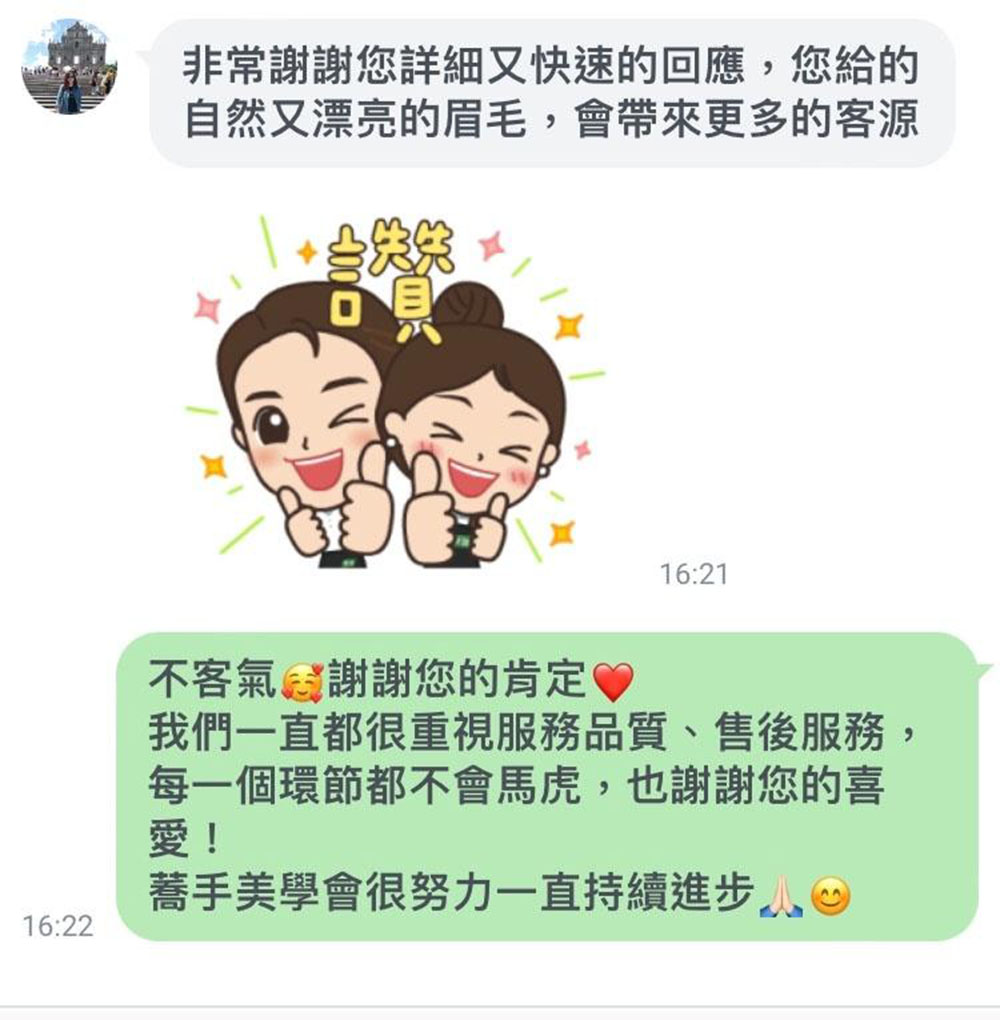 非常謝謝您詳細又快速的回應，您給的
自然又漂亮的眉毛，會帶來更多的客源
讚
16:21
不客氣🥰謝謝您的肯定❤️
我們一直都很重視服務品質、售後服務，
每一個環節都不會馬虎，也謝謝您的喜
愛！
蕎手美學會很努力一直持續進步🙏🏻😊
16:22